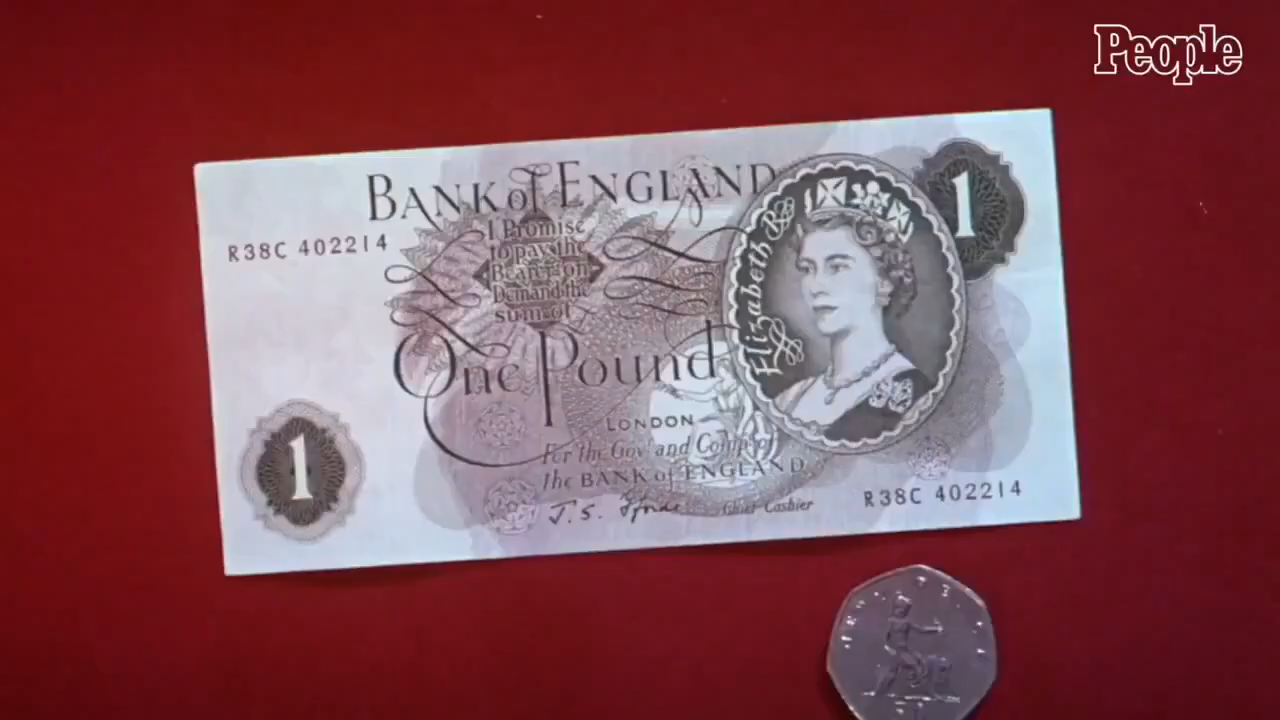 People
BANK of ENGLAND
R38C 402214
I Promise
to pay the
Bearer on
Demand the
sum of
One Pound
LONDON
For the Gov: and Comp: of
the BANK of ENGLAND
J. S.
Chief Cashier
R38C 402214
Elizabeth R
1
1